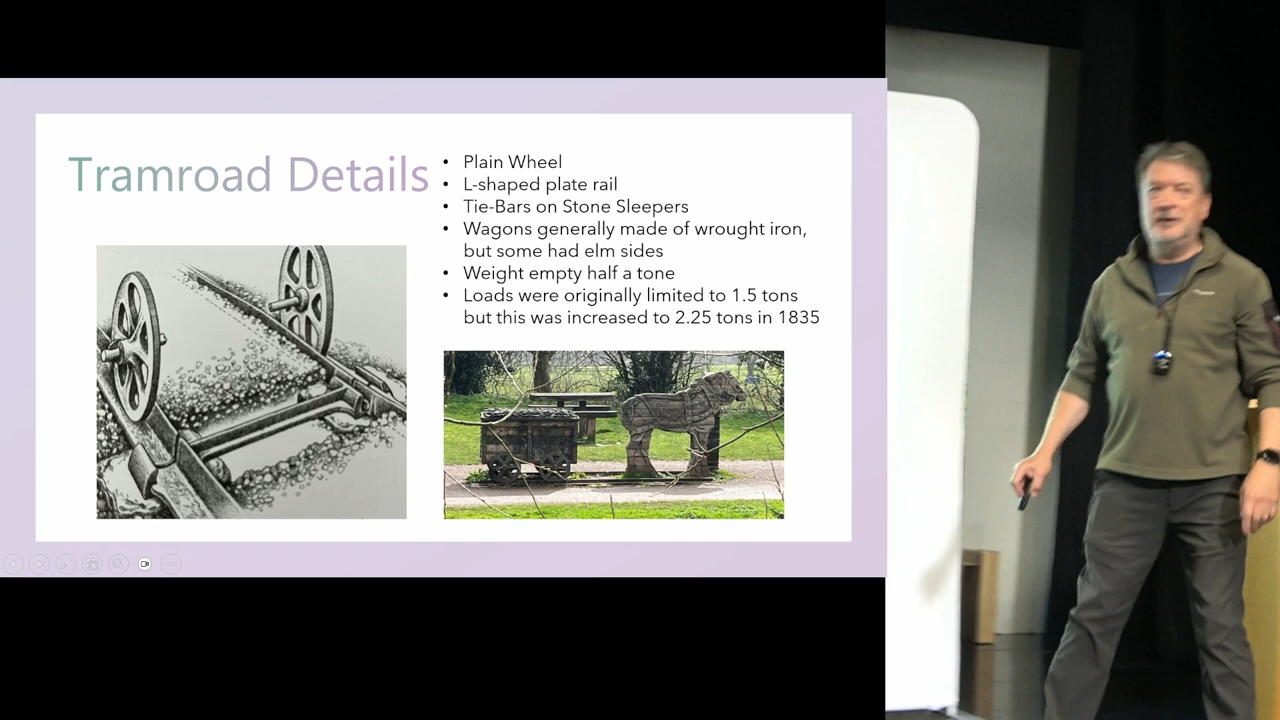 Tramroad Details
• Plain Wheel
• L-shaped plate rail
• Tie-Bars on Stone Sleepers
• Wagons generally made of wrought iron,
but some had elm sides
• Weight empty half a tone
• Loads were originally limited to 1.5 tons
but this was increased to 2.25 tons in 1835